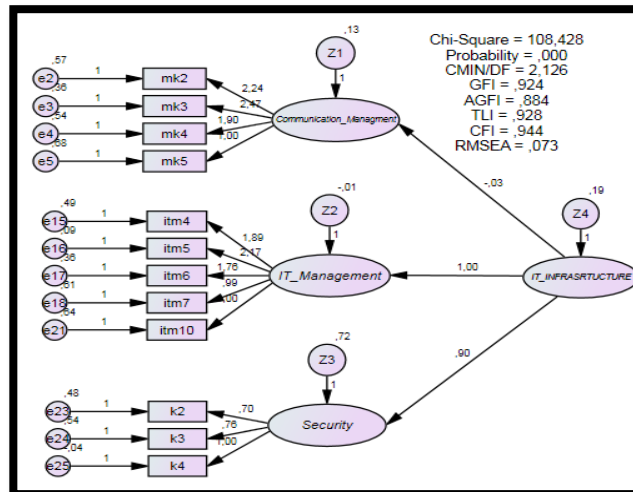 Chi-Square = 108,428
Probability = ,000
CMIN/DF = 2,126
GFI = ,924
AGFI = ,884
TLI = ,928
CFI = ,944
RMSEA = ,073
,13
Z1
1
,57
e2
1
mk2
2,24
,36
e3
1
mk3
2,47
,54
e4
1
mk4
1,90
,68
e5
1
mk5
1,00
Communication_Managment
-,03
-,01
Z2
1
,19
Z4
1
,49
e15
1
itm4
1,89
,09
e16
1
itm5
2,17
,36
e17
1
itm6
1,76
,61
e18
1
itm7
,99
,64
e21
1
itm10
1,00
IT_Management
1,00
IT_INFRASRTUCTURE
,90
,72
Z3
1
,48
e23
1
k2
,70
,54
e24
1
k3
,76
e25
1
k4
1,00
Security